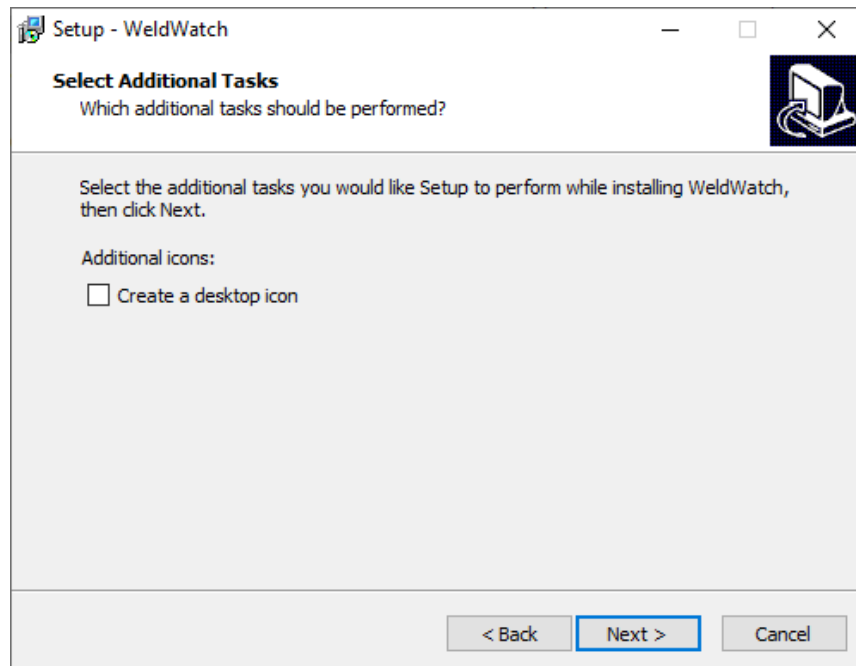 Setup - WeldWatch
Select Additional Tasks
Which additional tasks should be performed?
Select the additional tasks you would like Setup to perform while installing WeldWatch,
then click Next.
Additional icons:
Create a desktop icon
< Back
Next >
Cancel